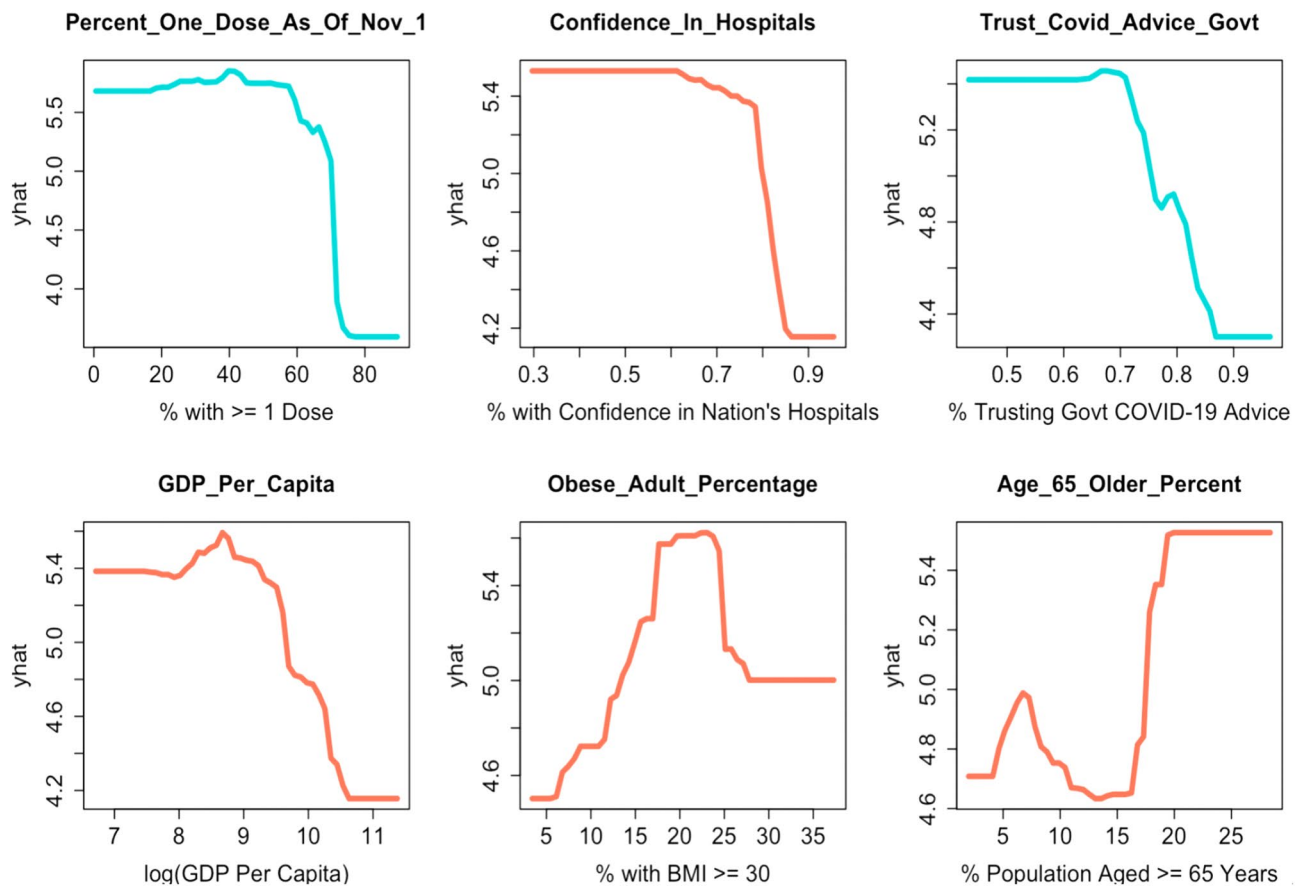 Percent_One_Dose_As_Of_Nov_1
yhat
5.5
5.0
4.5
4.0
0 20 40 60 80
% with >= 1 Dose
Confidence_In_Hospitals
yhat
5.4
5.0
4.6
4.2
0.3 0.5 0.7 0.9
% with Confidence in Nation's Hospitals
Trust_Covid_Advice_Govt
yhat
5.2
4.8
4.4
0.5 0.6 0.7 0.8 0.9
% Trusting Govt COVID-19 Advice
GDP_Per_Capita
yhat
5.4
5.0
4.6
4.2
7 8 9 10 11
log(GDP Per Capita)
Obese_Adult_Percentage
yhat
5.4
5.0
4.6
5 10 15 20 25 30 35
% with BMI >= 30
Age_65_Older_Percent
yhat
5.4
5.2
5.0
4.8
4.6
5 10 15 20 25
% Population Aged >= 65 Years